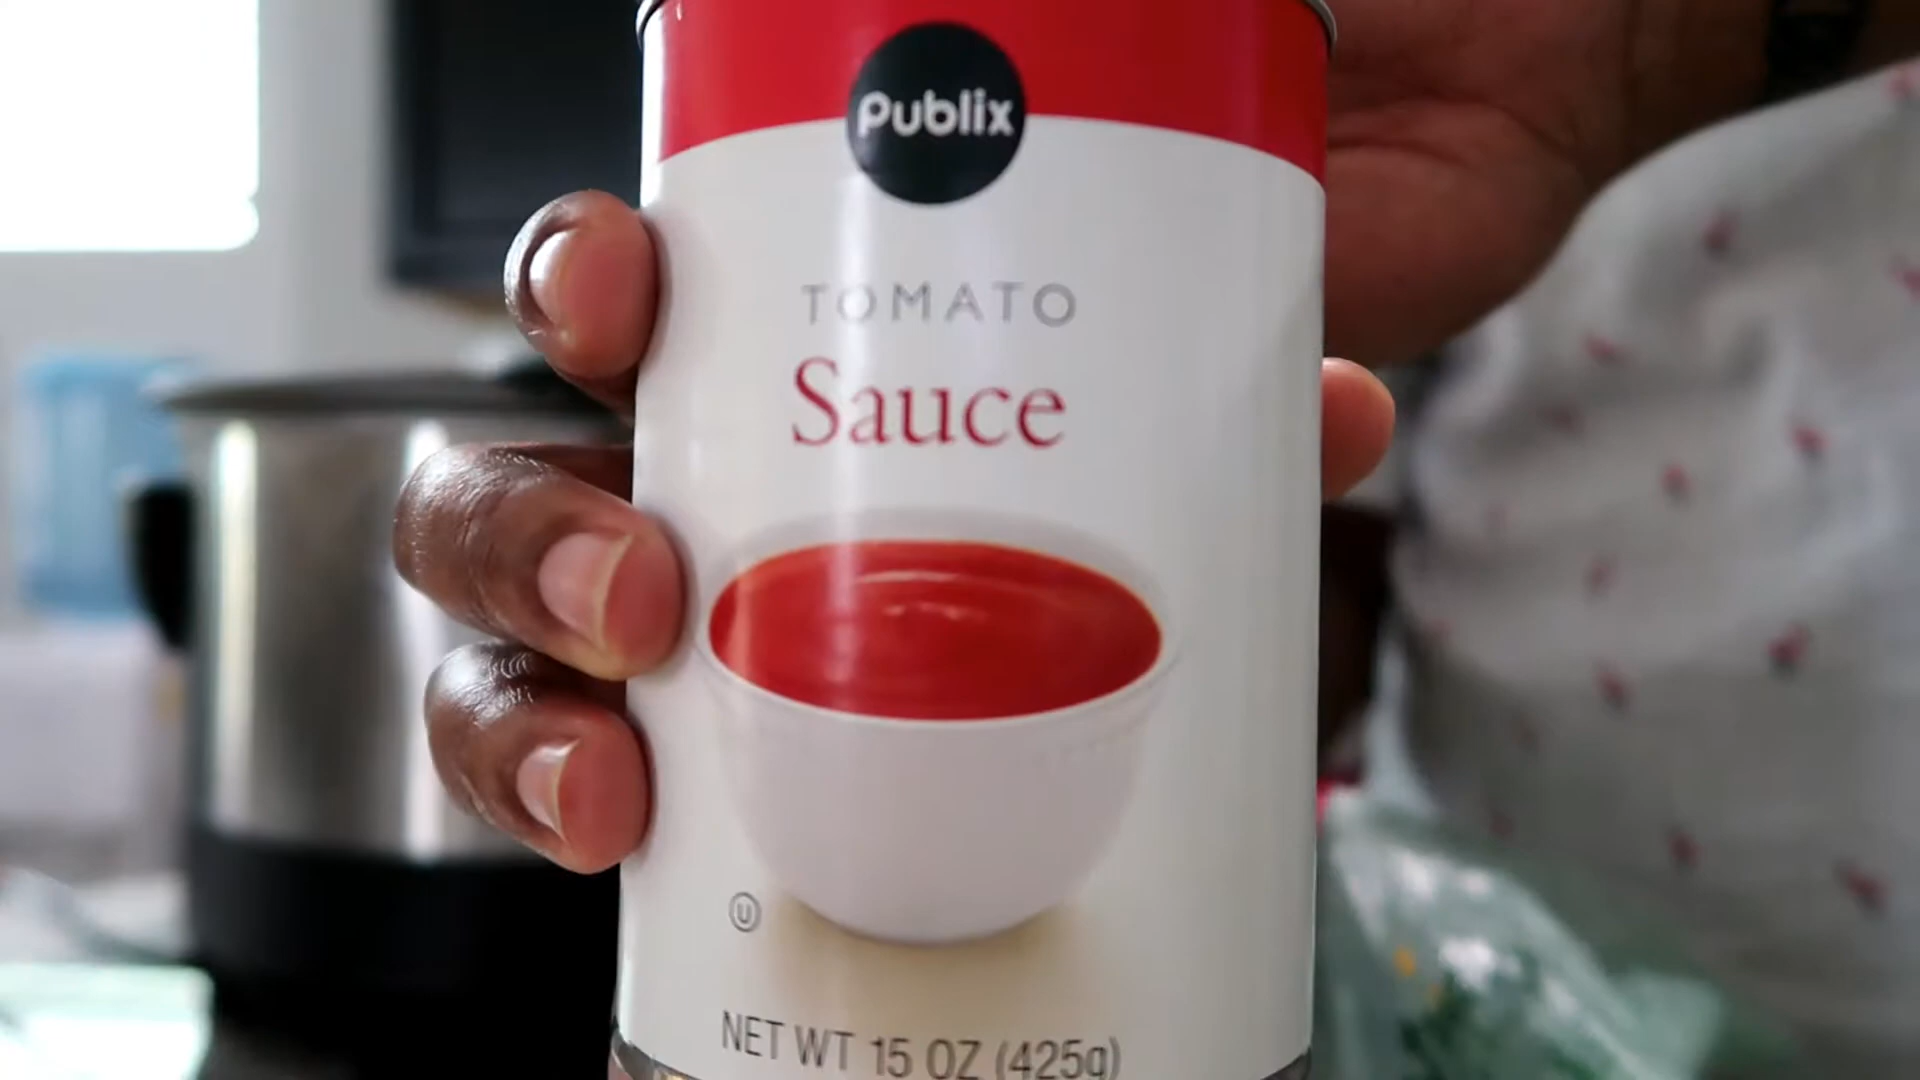 Publix
TOMATO
Sauce
U
NET WT 15 OZ (425g)